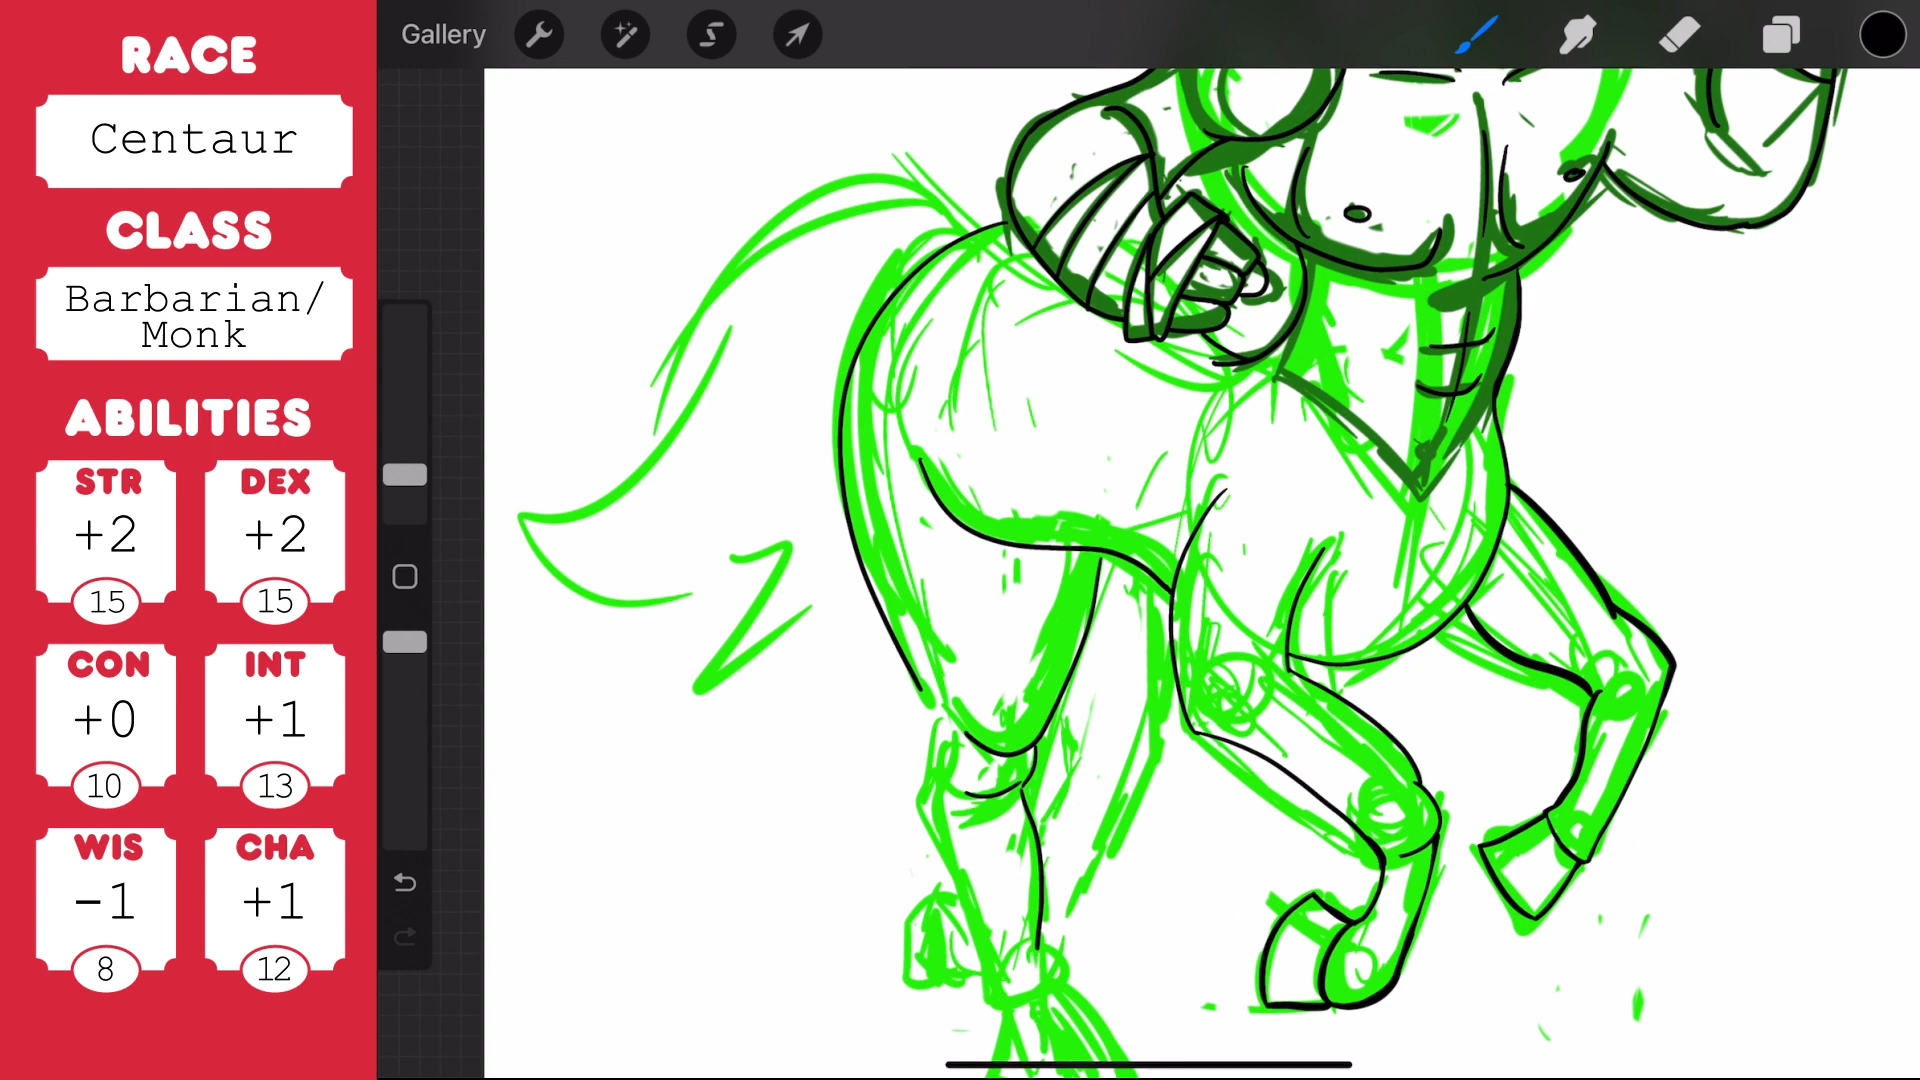 RACE
Centaur
CLASS
Barbarian/
Monk
ABILITIES
STR DEX
+2 +2
15 15
CON INT
+0 +1
10 13
WIS CHA
-1 +1
8 12
Gallery